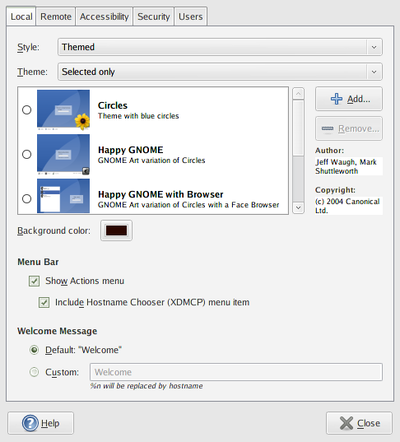 Local Remote Accessibility Security Users
Style: Themed
Theme: Selected only
Circles
Theme with blue circles
Happy GNOME
GNOME Art variation of Circles
Happy GNOME with Browser
GNOME Art variation of Circles with a Face Browser
Add...
Remove...
Author:
Jeff Waugh, Mark
Shuttleworth
Copyright:
(c) 2004 Canonical
Ltd.
Background color:
Menu Bar
Show Actions menu
Include Hostname Chooser (XDMCP) menu item
Welcome Message
Default: "Welcome"
Custom: Welcome
%n will be replaced by hostname
Help Close